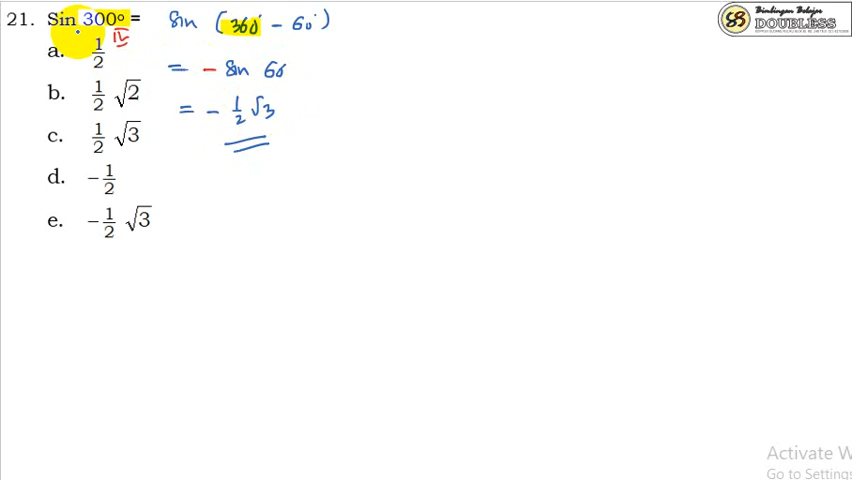 21. Sin 300° = sin (360° - 60°)
IV
a. 1/2
= - sin 60
b. 1/2 √2
= - 1/2 √3
c. 1/2 √3
d. -1/2
e. -1/2 √3
Bimbingan Belajar
DOUBLESS
Activate W
Go to Settings